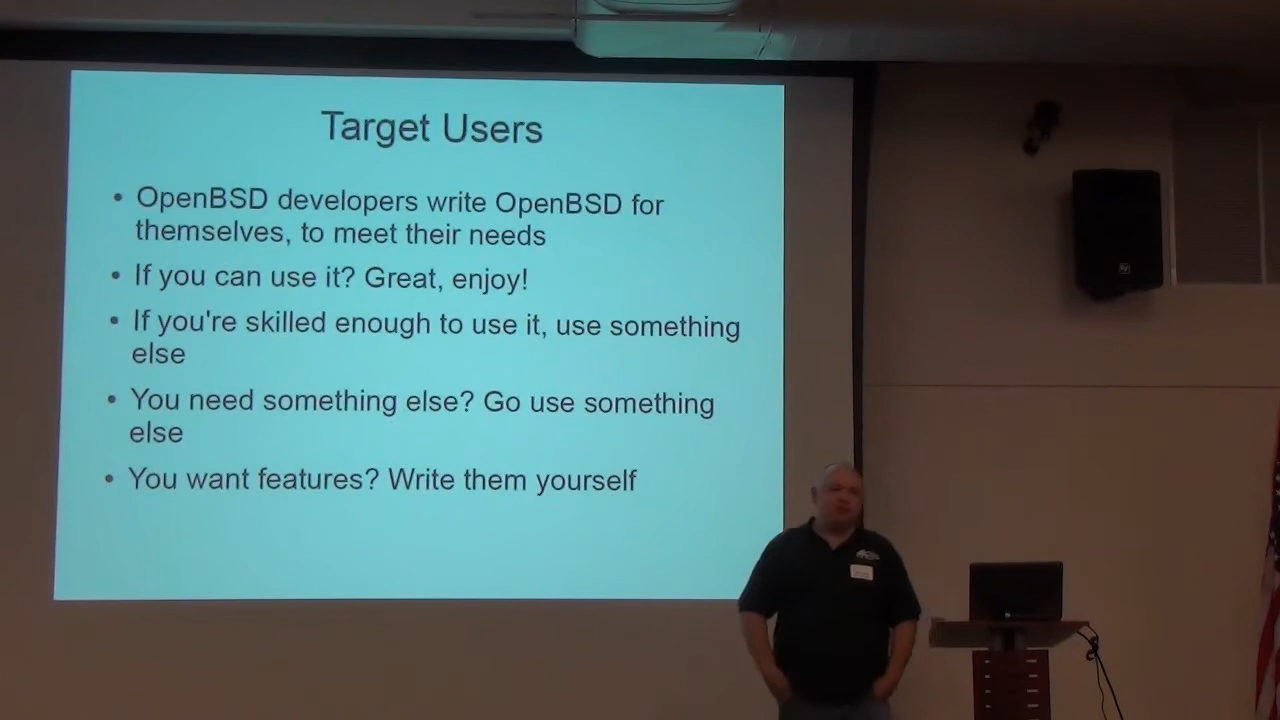 Target Users
• OpenBSD developers write OpenBSD for
themselves, to meet their needs
• If you can use it? Great, enjoy!
• If you're skilled enough to use it, use something
else
• You need something else? Go use something
else
• You want features? Write them yourself